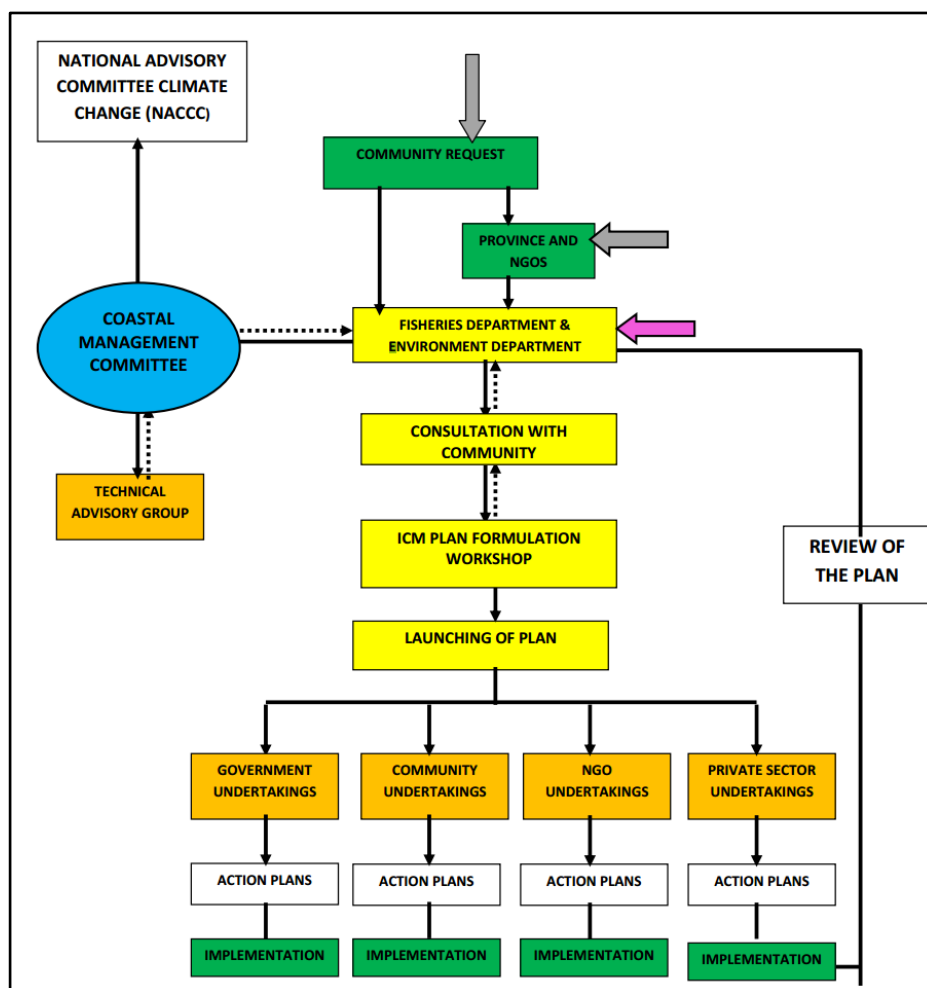 NATIONAL ADVISORY
COMMITTEE CLIMATE
CHANGE (NACCC)
COMMUNITY REQUEST
PROVINCE AND
NGOS
COASTAL
MANAGEMENT
COMMITTEE
FISHERIES DEPARTMENT &
ENVIRONMENT DEPARTMENT
CONSULTATION WITH
COMMUNITY
TECHNICAL
ADVISORY GROUP
ICM PLAN FORMULATION
WORKSHOP
REVIEW OF
THE PLAN
LAUNCHING OF PLAN
GOVERNMENT
UNDERTAKINGS
COMMUNITY
UNDERTAKINGS
NGO
UNDERTAKINGS
PRIVATE SECTOR
UNDERTAKINGS
ACTION PLANS
ACTION PLANS
ACTION PLANS
ACTION PLANS
IMPLEMENTATION
IMPLEMENTATION
IMPLEMENTATION
IMPLEMENTATION